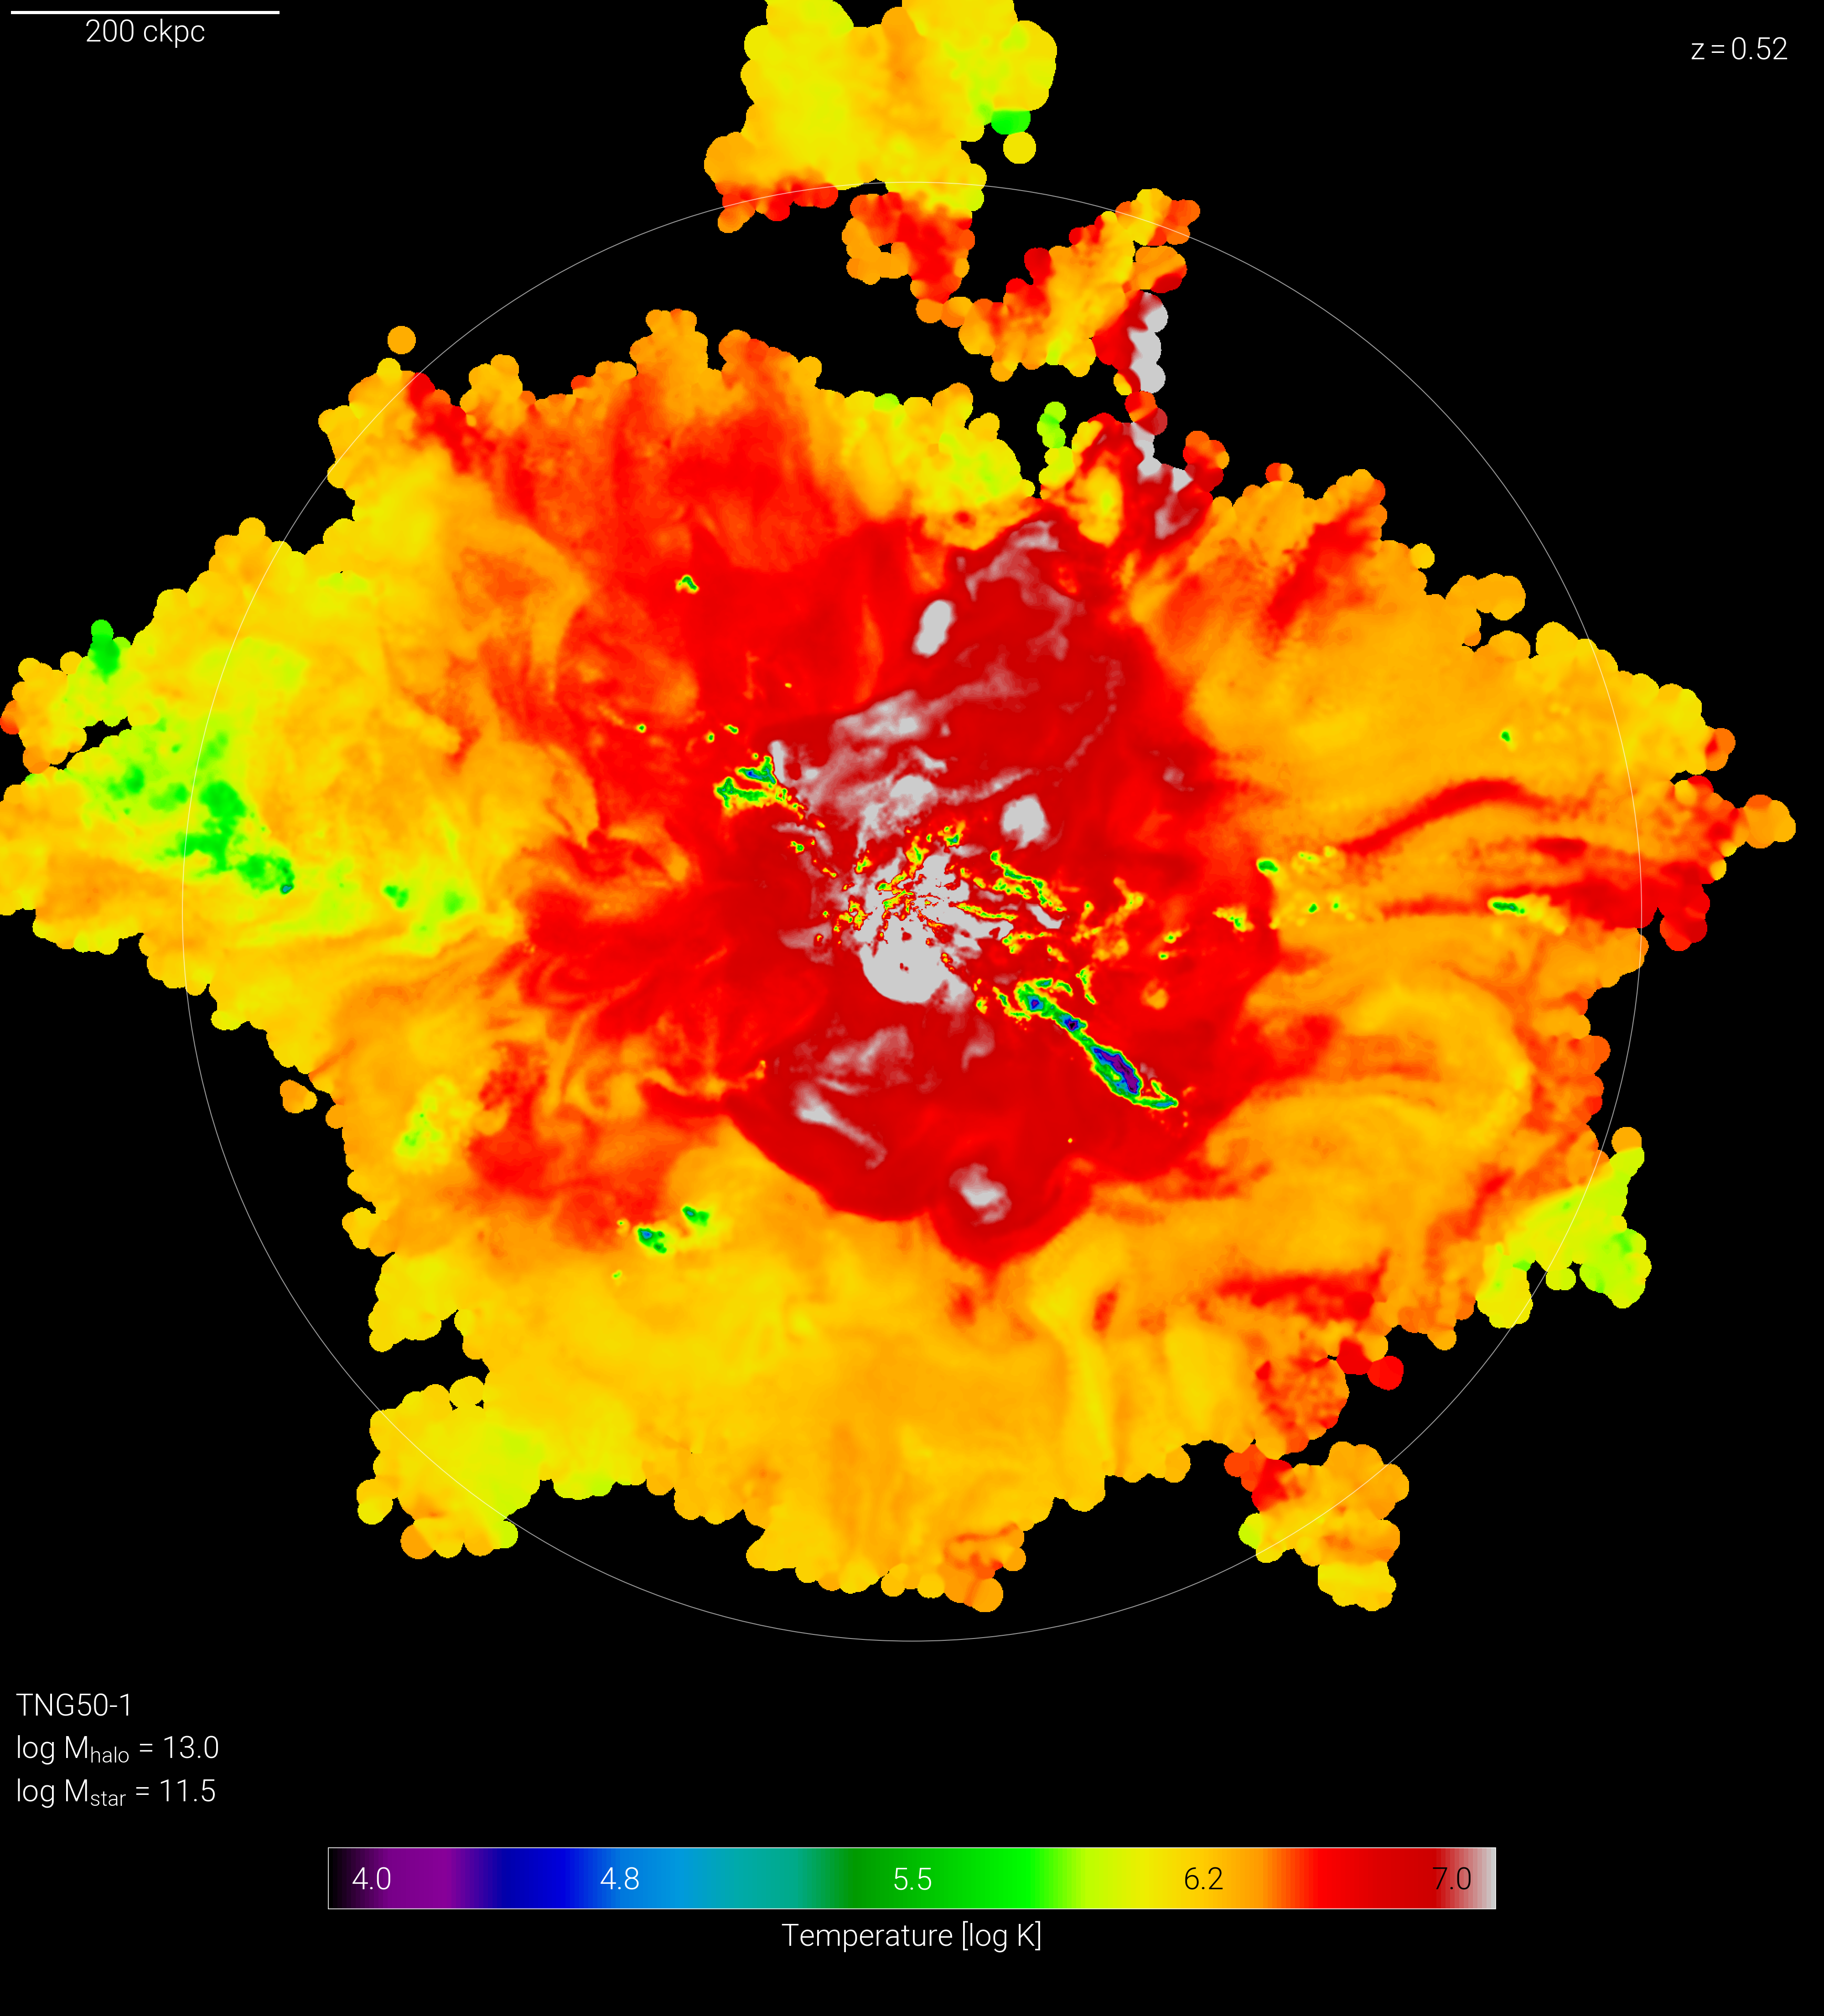 200 ckpc
z = 0.52
TNG50-1
log Mhalo = 13.0
log Mstar = 11.5
4.0 4.8 5.5 6.2 7.0
Temperature [log K]